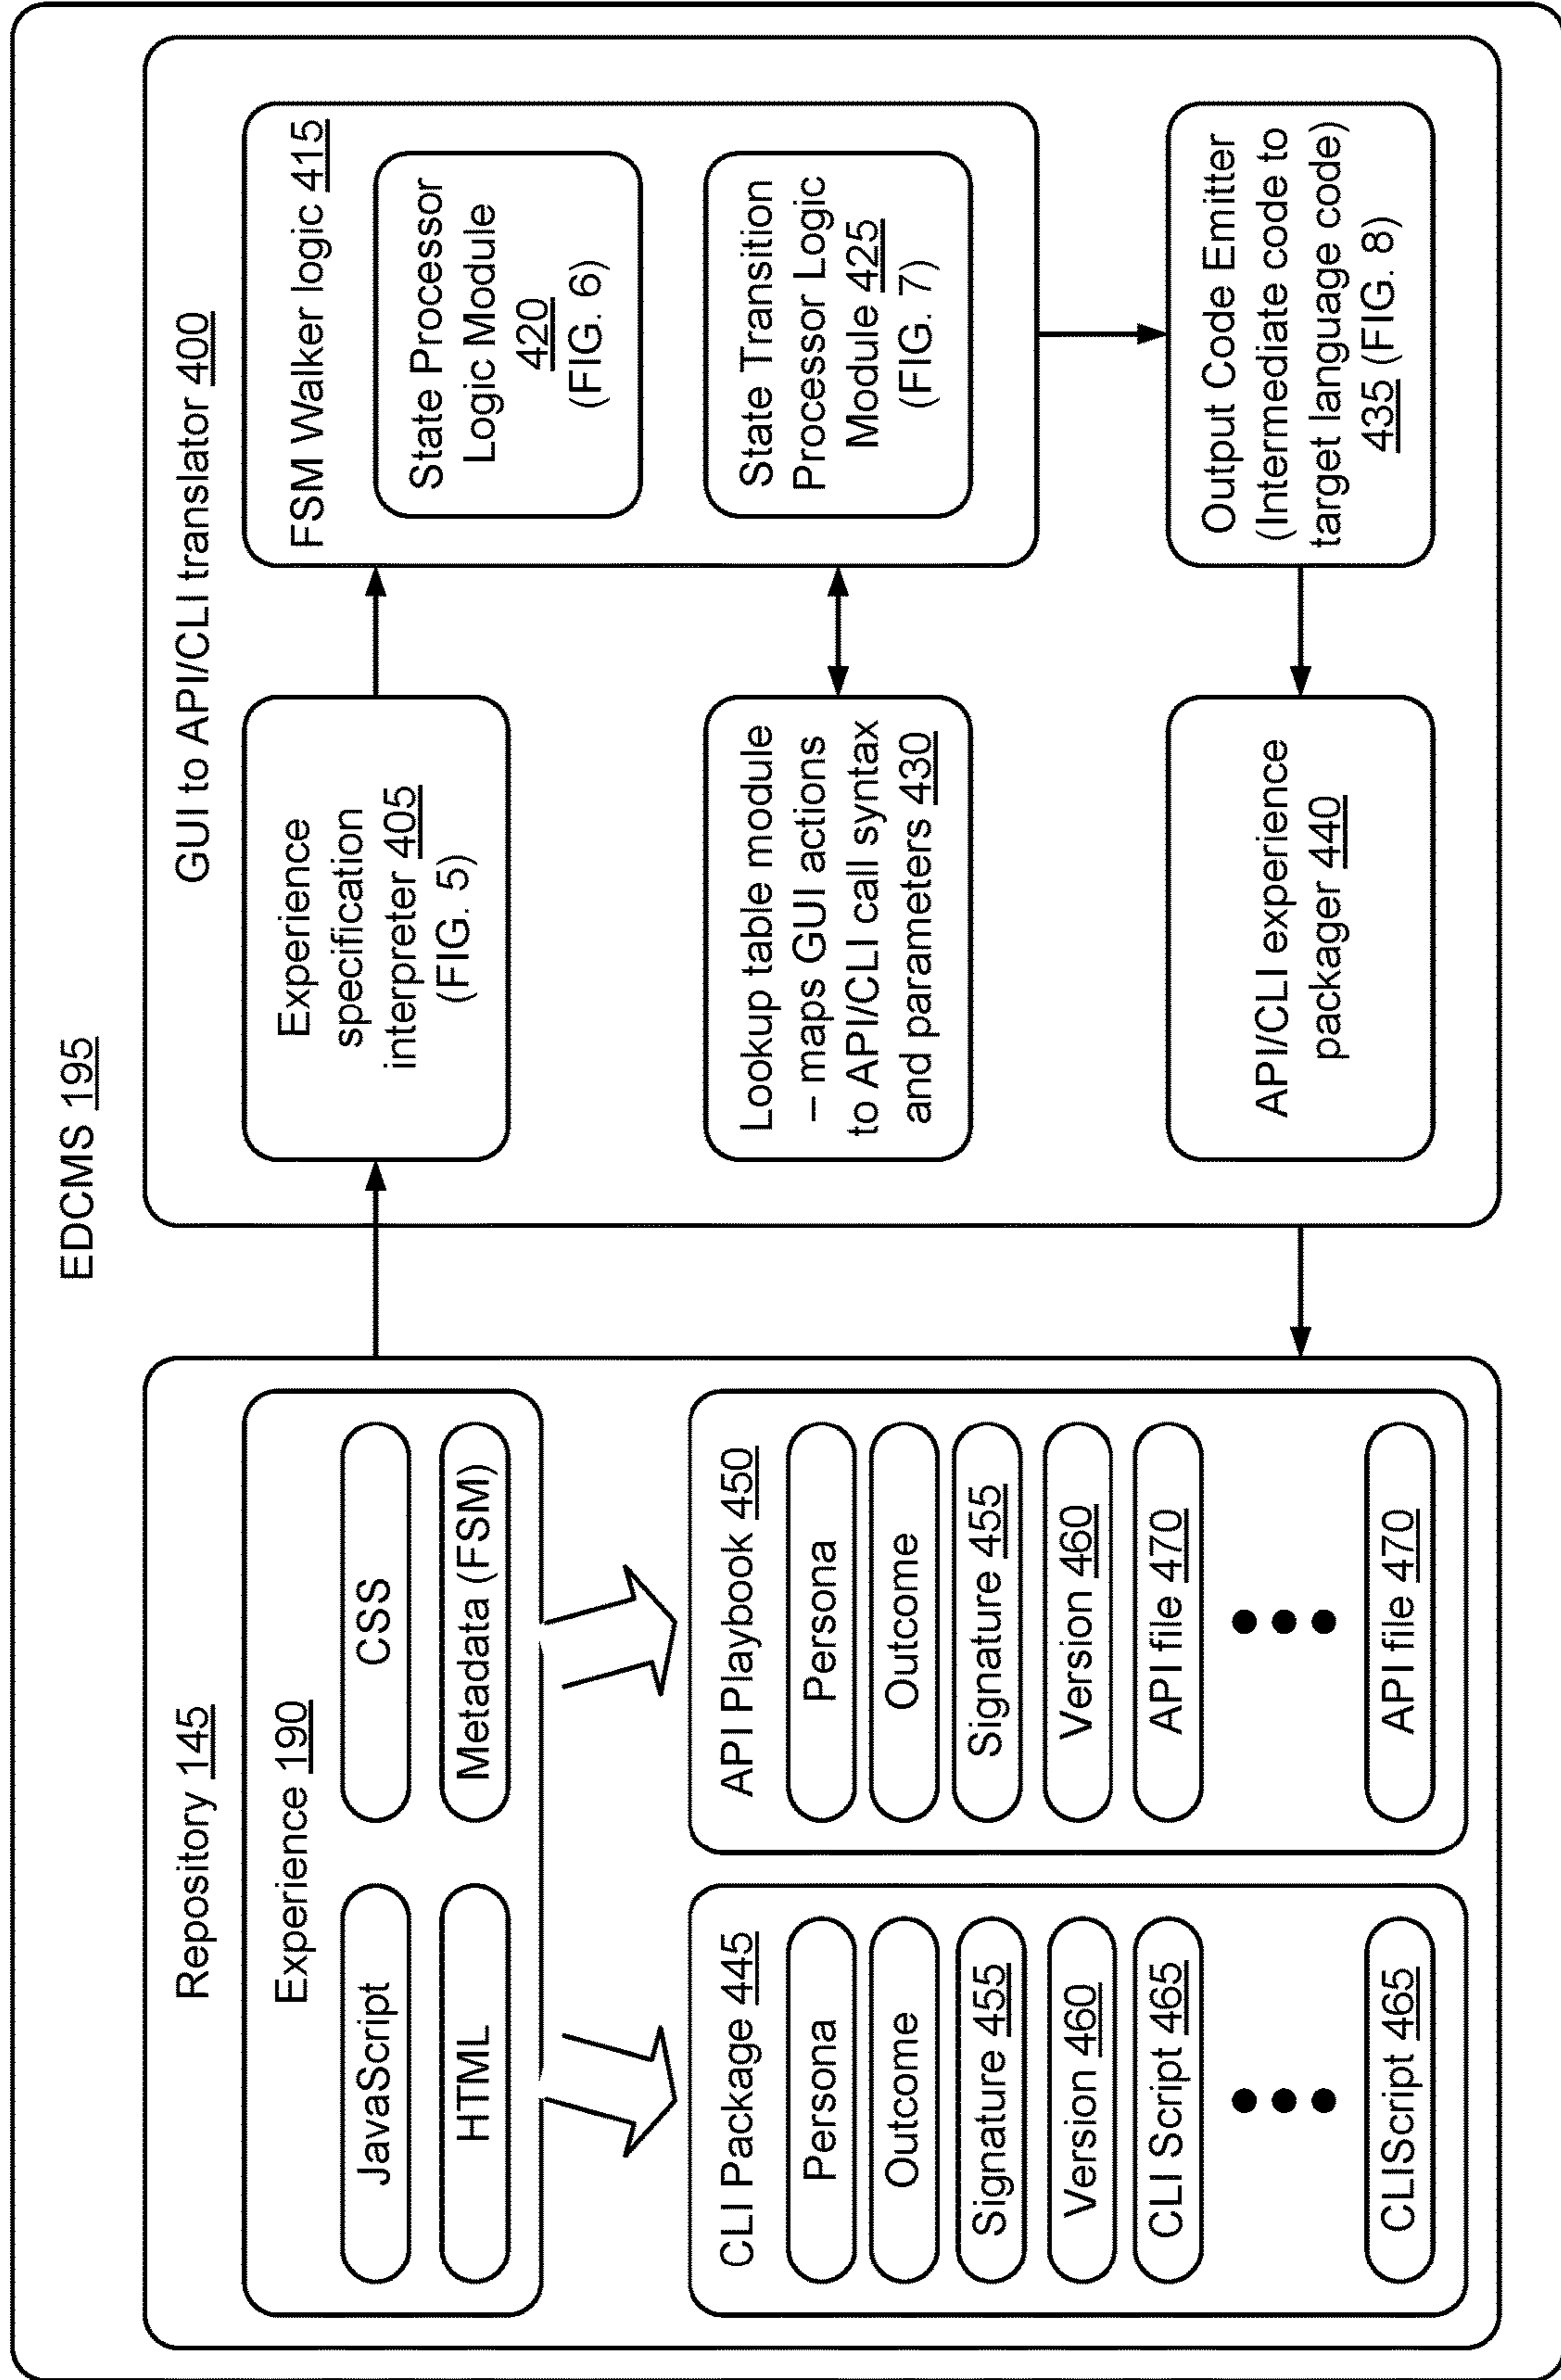 EDCMS 195
Repository 145
Experience 190
JavaScript
CSS
HTML
Metadata (FSM)
CLI Package 445
Persona
Outcome
Signature 455
Version 460
CLI Script 465
CLIScript 465
API Playbook 450
Persona
Outcome
Signature 455
Version 460
API file 470
API file 470
GUI to API/CLI translator 400
Experience
specification
interpreter 405
(FIG. 5)
FSM Walker logic 415
State Processor
Logic Module
420
(FIG. 6)
State Transition
Processor Logic
Module 425
(FIG. 7)
Lookup table module
– maps GUI actions
to API/CLI call syntax
and parameters 430
API/CLI experience
packager 440
Output Code Emitter
(Intermediate code to
target language code)
435 (FIG. 8)